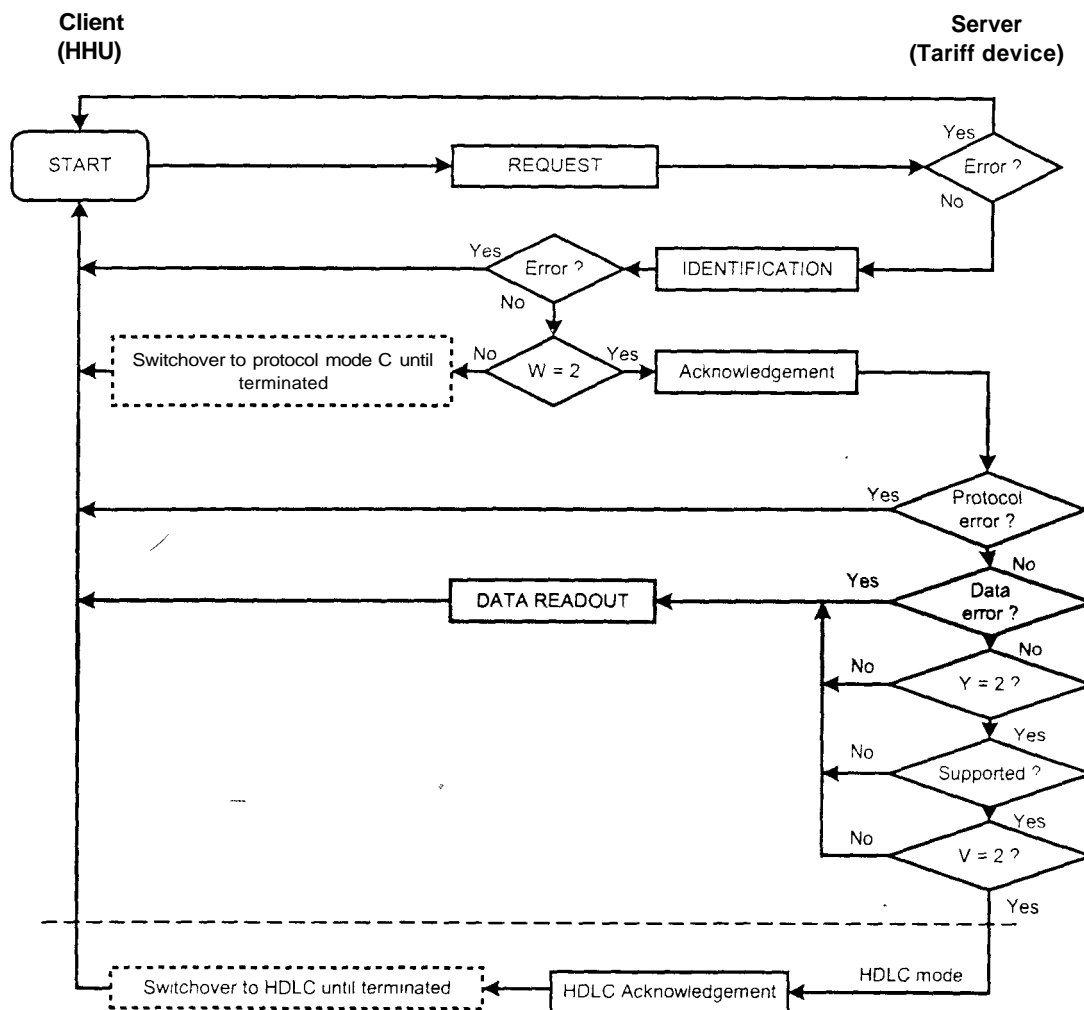 Client
(HHU)
Server
(Tariff device)
START
REQUEST
Yes
Error ?
No
Yes
Error ?
No
IDENTIFICATION
Switchover to protocol mode C until
terminated
No
W = 2
Yes
Acknowledgement
Yes
Protocol
error ?
No
Yes
DATA READOUT
Data
error ?
No
No
Y = 2 ?
Yes
No
Supported ?
Yes
No
V = 2 ?
Yes
HDLC mode
Switchover to HDLC until terminated
HDLC Acknowledgement